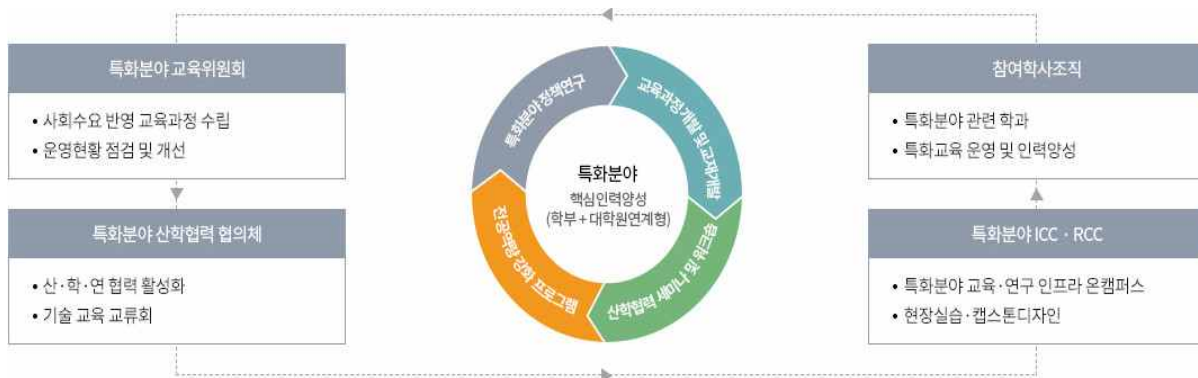 특화분야 교육위원회
• 사회수요 반영 교육과정 수립
• 운영현황 점검 및 개선
특화분야 산학협력 협의체
• 산·학·연 협력 활성화
• 기술 교육 교류회
특화분야 정책연구
교육과정 개발 및 교재개발
산학협력 세미나 및 워크숍
전공역량 강화 프로그램
특화분야
핵심인력양성
(학부 + 대학원연계형)
참여학사조직
• 특화분야 관련 학과
• 특화교육 운영 및 인력양성
특화분야 ICC · RCC
• 특화분야 교육·연구 인프라 온캠퍼스
• 현장실습·캡스톤디자인